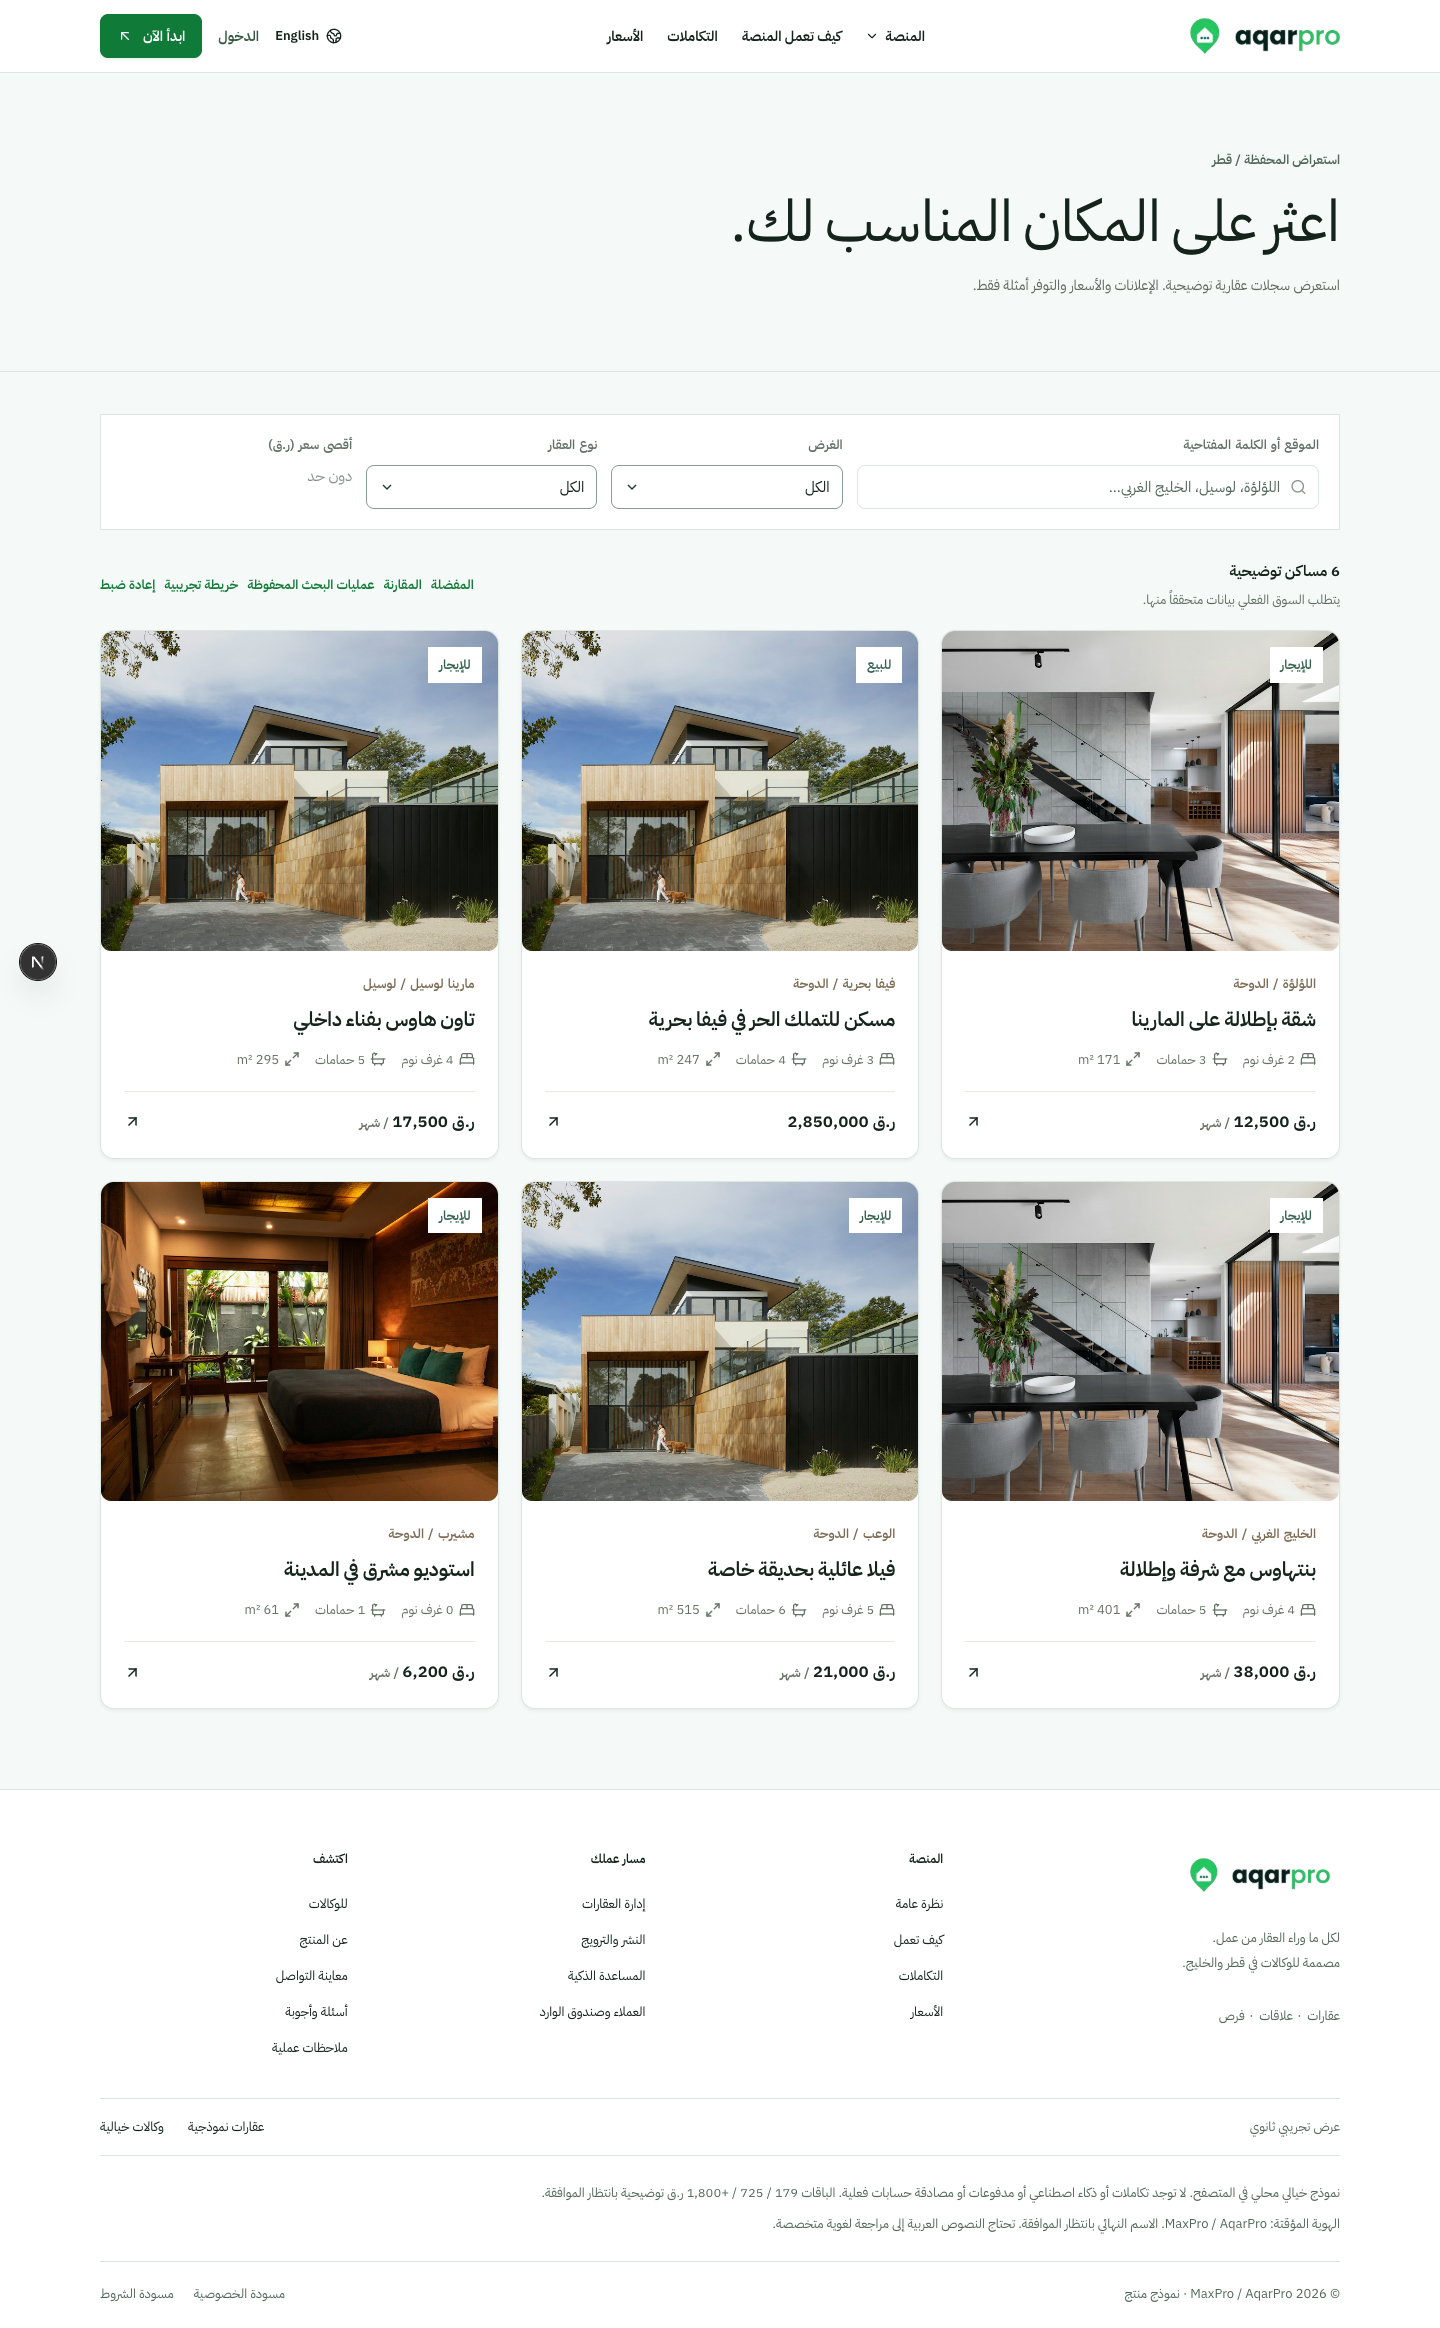 aqarpro
المنصة
كيف تعمل المنصة
التكاملات
الأسعار
English
الدخول
ابدأ الآن
استعراض المحفظة / قطر
اعثر على المكان المناسب لك.
استعرض سجلات عقارية توضيحية. الإعلانات والأسعار والتوفر أمثلة فقط.
الموقع أو الكلمة المفتاحية
الغرض
نوع العقار
أقصى سعر (ر.ق)
اللؤلؤة، لوسيل، الخليج الغربي...
الكل
الكل
دون حد
6 مساكن توضيحية
يتطلب السوق الفعلي بيانات متحققاً منها.
المفضلة
المقارنة
عمليات البحث المحفوظة
خريطة تجريبية
إعادة ضبط
للإيجار
اللؤلؤة / الدوحة
شقة بإطلالة على المارينا
2 غرف نوم
3 حمامات
171 m²
ر.ق 12,500 / شهر
للبيع
فيفا بحرية / الدوحة
مسكن للتملك الحر في فيفا بحرية
3 غرف نوم
4 حمامات
247 m²
ر.ق 2,850,000
للإيجار
مارينا لوسيل / لوسيل
تاون هاوس بفناء داخلي
4 غرف نوم
5 حمامات
295 m²
ر.ق 17,500 / شهر
N
للإيجار
الخليج الغربي / الدوحة
بنتهاوس مع شرفة وإطلالة
4 غرف نوم
5 حمامات
401 m²
ر.ق 38,000 / شهر
للإيجار
الوعب / الدوحة
فيلا عائلية بحديقة خاصة
5 غرف نوم
6 حمامات
515 m²
ر.ق 21,000 / شهر
للإيجار
مشيرب / الدوحة
استوديو مشرق في المدينة
0 غرف نوم
1 حمامات
61 m²
ر.ق 6,200 / شهر
aqarpro
لكل ما وراء العقار من عمل.
مصممة للوكالات في قطر والخليج.
عقارات · علاقات · فرص
المنصة
نظرة عامة
كيف تعمل
التكاملات
الأسعار
مسار عملك
إدارة العقارات
النشر والترويج
المساعدة الذكية
العملاء وصندوق الوارد
اكتشف
للوكالات
عن المنتج
معاينة التواصل
أسئلة وأجوبة
ملاحظات عملية
عرض تجريبي ثانوي
عقارات نموذجية
وكالات خيالية
نموذج خيالي محلي في المتصفح. لا توجد تكاملات أو ذكاء اصطناعي أو مدفوعات أو مصادقة حسابات فعلية. الباقات 179 / 725 / +1,800 ر.ق توضيحية بانتظار الموافقة.
الهوية المؤقتة: MaxPro / AqarPro. الاسم النهائي بانتظار الموافقة. تحتاج النصوص العربية إلى مراجعة لغوية متخصصة.
© 2026 MaxPro / AqarPro · نموذج منتج
مسودة الخصوصية
مسودة الشروط